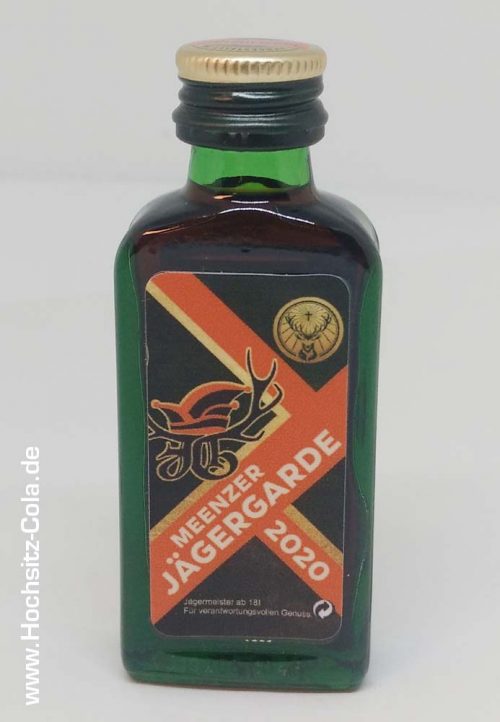 MEENZER
JÄGERGARDE
2020
Jägermeister ab 18!
Für verantwortungsvollen Genuss.
www.Hochsitz-Cola.de